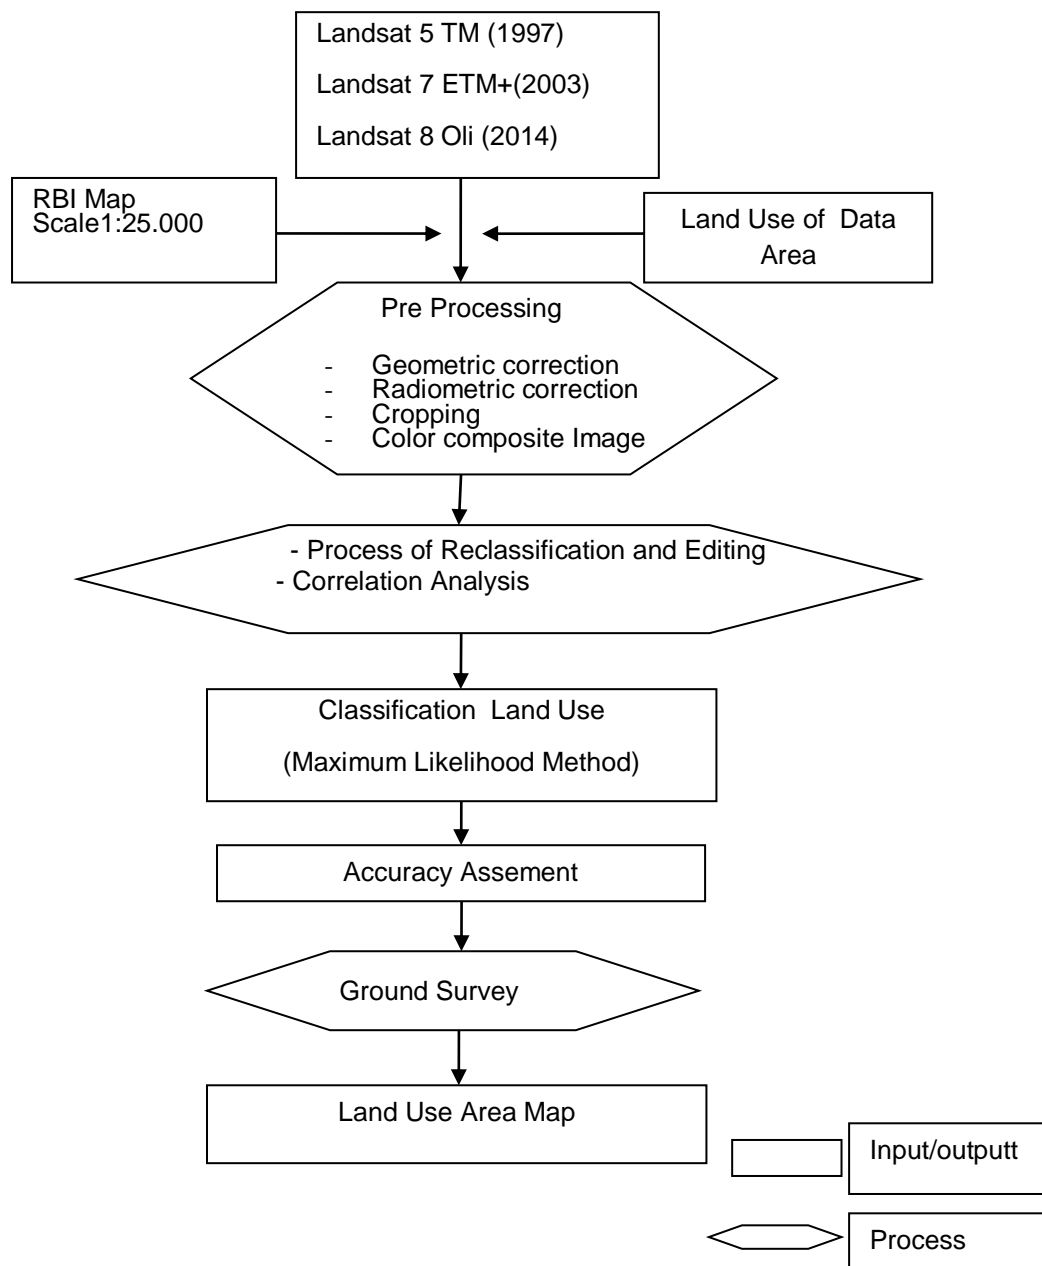 Landsat 5 TM (1997)
Landsat 7 ETM+(2003)
Landsat 8 Oli (2014)
RBI Map
Scale1:25.000
Land Use of Data
Area
Pre Processing
- Geometric correction
- Radiometric correction
- Cropping
- Color composite Image
- Process of Reclassification and Editing
- Correlation Analysis
Classification Land Use
(Maximum Likelihood Method)
Accuracy Assement
Ground Survey
Land Use Area Map
Input/outputt
Process